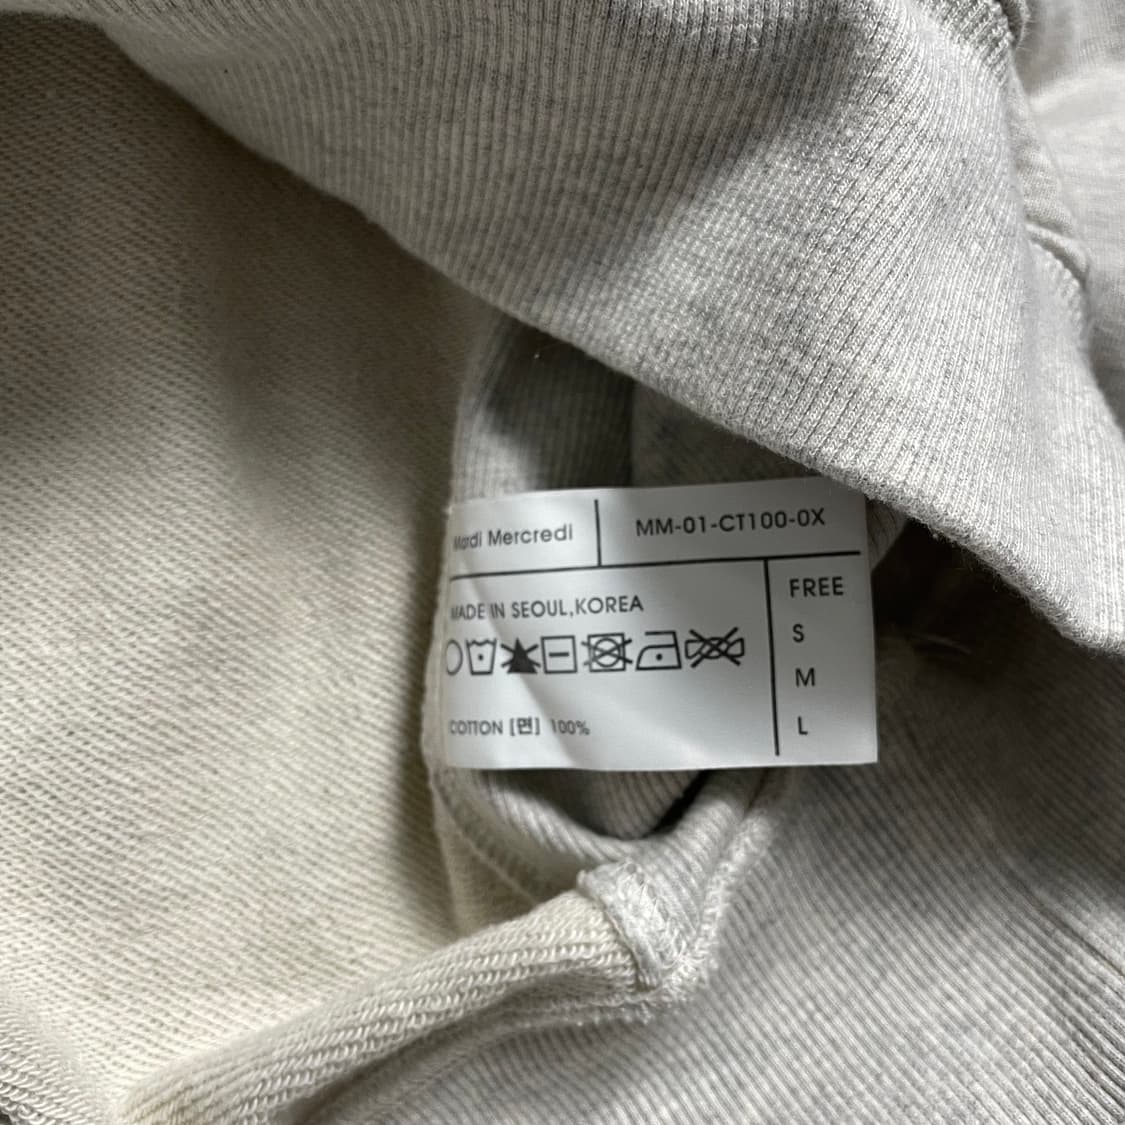 Mardi Mercredi
MM-01-CT100-0X
MADE IN SEOUL,KOREA
COTTON [면] 100%
FREE
S
M
L